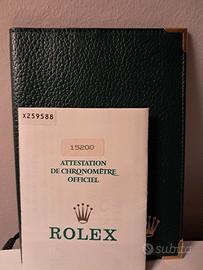 X259588
15200
ATTESTATION
DE CHRONOMÈTRE
OFFICIEL
ROLEX
subito